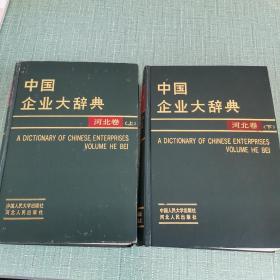 中国
企业大辞典
河北卷(上)
A DICTIONARY OF CHINESE ENTERPRISES
VOLUME HE BEI
中国人民大学出版社
河北人民出版社
中国
企业大辞典
河北卷(下)
A DICTIONARY OF CHINESE ENTERPRISES
VOLUME HE BEI
中国人民大学出版社
河北人民出版社